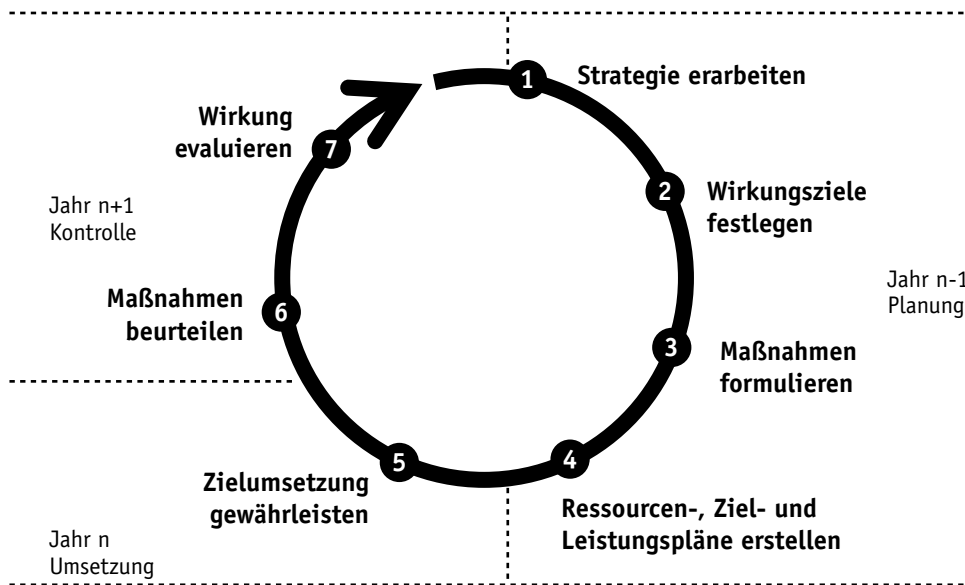 1
Strategie erarbeiten
2
Wirkungsziele
festlegen
Jahr n-1
Planung
3
Maßnahmen
formulieren
4
Ressourcen-, Ziel- und
Leistungspläne erstellen
5
Zielumsetzung
gewährleisten
Jahr n
Umsetzung
6
Maßnahmen
beurteilen
Jahr n+1
Kontrolle
7
Wirkung
evaluieren